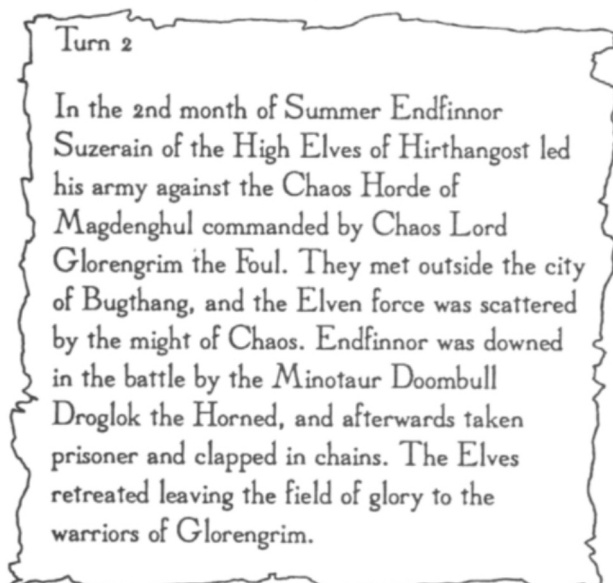 Turn 2
In the 2nd month of Summer Endfinnor
Suzerain of the High Elves of Hirthangost led
his army against the Chaos Horde of
Magdenghul commanded by Chaos Lord
Glorengrim the Foul. They met outside the city
of Bugthang, and the Elven force was scattered
by the might of Chaos. Endfinnor was downed
in the battle by the Minotaur Doombull
Droglok the Horned, and afterwards taken
prisoner and clapped in chains. The Elves
retreated leaving the field of glory to the
warriors of Glorengrim.